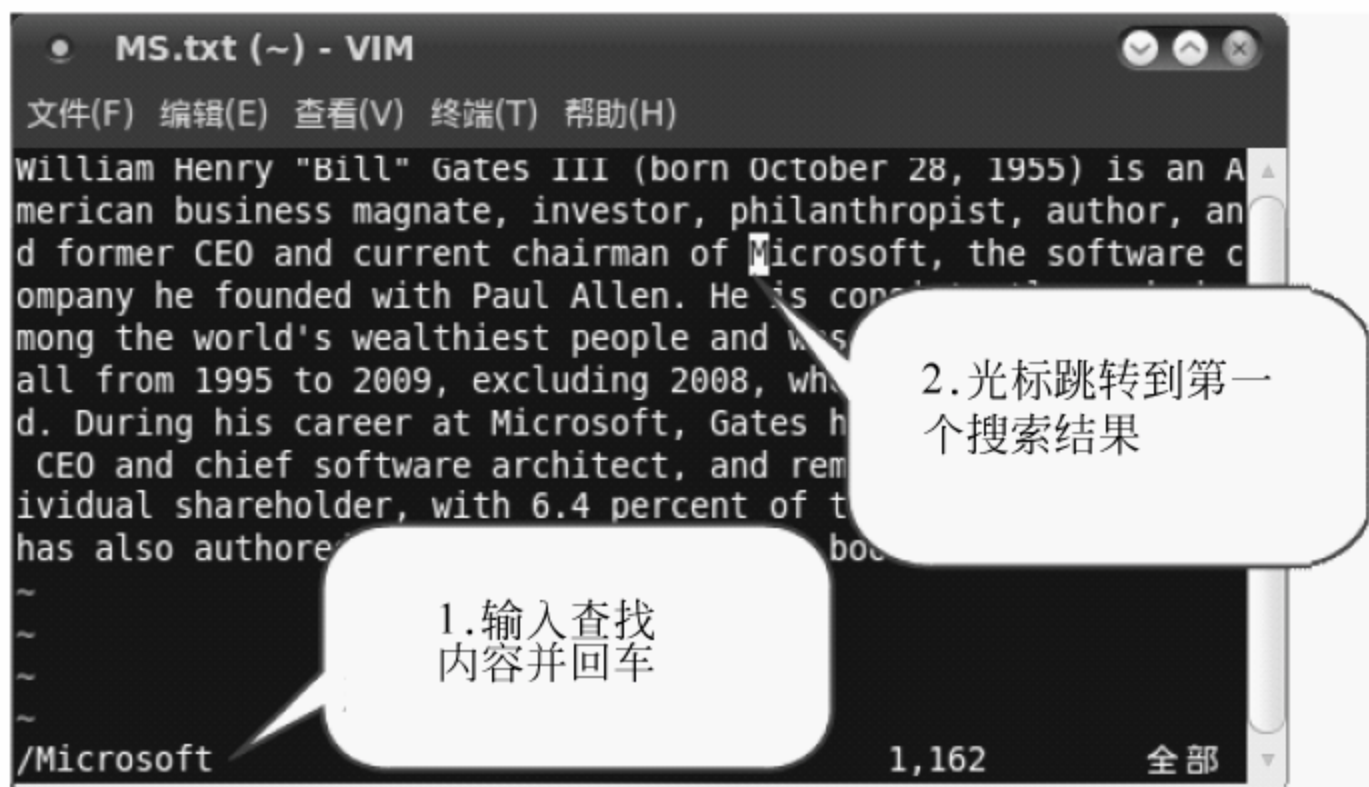 MS.txt (~) - VIM
文件(F) 编辑(E) 查看(V) 终端(T) 帮助(H)
William Henry "Bill" Gates III (born October 28, 1955) is an A
merican business magnate, investor, philanthropist, author, an
d former CEO and current chairman of Microsoft, the software c
ompany he founded with Paul Allen. He is
mong the world's wealthiest people and was
all from 1995 to 2009, excluding 2008,
d. During his career at Microsoft, Gates
CEO and chief software architect, and
ividual shareholder, with 6.4 percent of
has also
2.光标跳转到第一
个搜索结果
~
~
~
~
1.输入查找
内容并回车
/Microsoft 1,162 全部